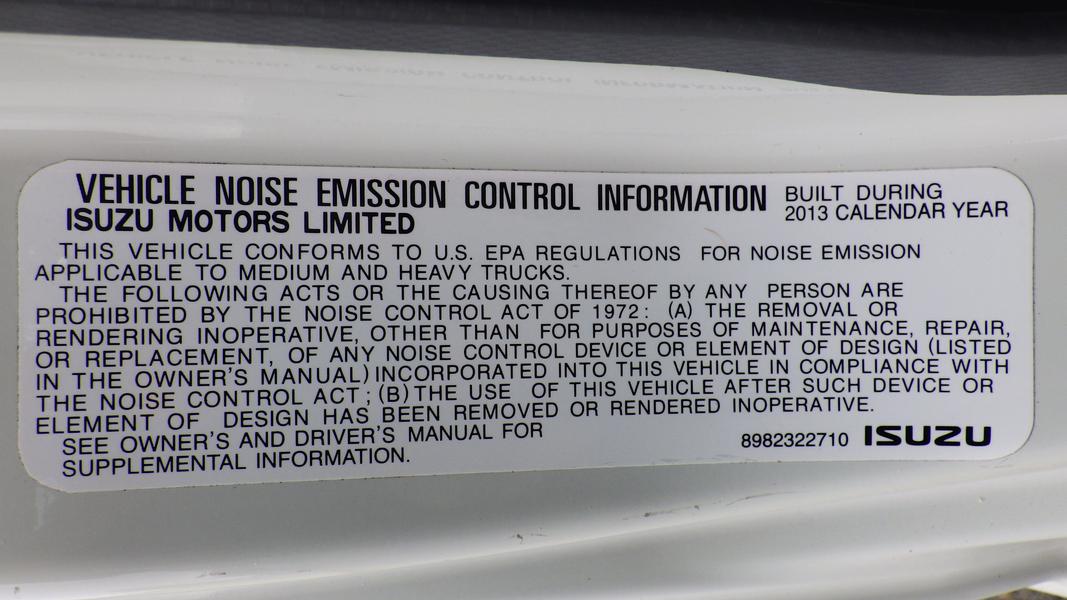 VEHICLE NOISE EMISSION CONTROL INFORMATION
BUILT DURING
2013 CALENDAR YEAR
ISUZU MOTORS LIMITED
THIS VEHICLE CONFORMS TO U.S. EPA REGULATIONS FOR NOISE EMISSION
APPLICABLE TO MEDIUM AND HEAVY TRUCKS.
THE FOLLOWING ACTS OR THE CAUSING THEREOF BY ANY PERSON ARE
PROHIBITED BY THE NOISE CONTROL ACT OF 1972: (A) THE REMOVAL OR
RENDERING INOPERATIVE, OTHER THAN FOR PURPOSES OF MAINTENANCE, REPAIR,
OR REPLACEMENT, OF ANY NOISE CONTROL DEVICE OR ELEMENT OF DESIGN (LISTED
IN THE OWNER'S MANUAL) INCORPORATED INTO THIS VEHICLE IN COMPLIANCE WITH
THE NOISE CONTROL ACT; (B) THE USE OF THIS VEHICLE AFTER SUCH DEVICE OR
ELEMENT OF DESIGN HAS BEEN REMOVED OR RENDERED INOPERATIVE.
SEE OWNER'S AND DRIVER'S MANUAL FOR
SUPPLEMENTAL INFORMATION.
8982322710 ISUZU